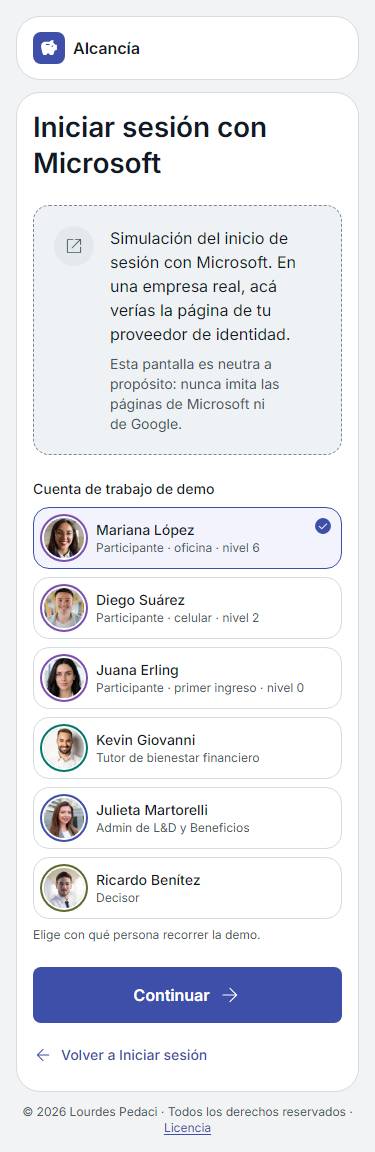 Alcancía
Iniciar sesión con
Microsoft
Simulación del inicio de
sesión con Microsoft. En
una empresa real, acá
verías la página de tu
proveedor de identidad.
Esta pantalla es neutra a
propósito: nunca imita las
páginas de Microsoft ni
de Google.
Cuenta de trabajo de demo
Mariana López
Participante · oficina · nivel 6
Diego Suárez
Participante · celular · nivel 2
Juana Erling
Participante · primer ingreso · nivel 0
Kevin Giovanni
Tutor de bienestar financiero
Julieta Martorelli
Admin de L&D y Beneficios
Ricardo Benítez
Decisor
Elige con qué persona recorrer la demo.
Continuar
Volver a Iniciar sesión
© 2026 Lourdes Pedaci · Todos los derechos reservados ·
Licencia